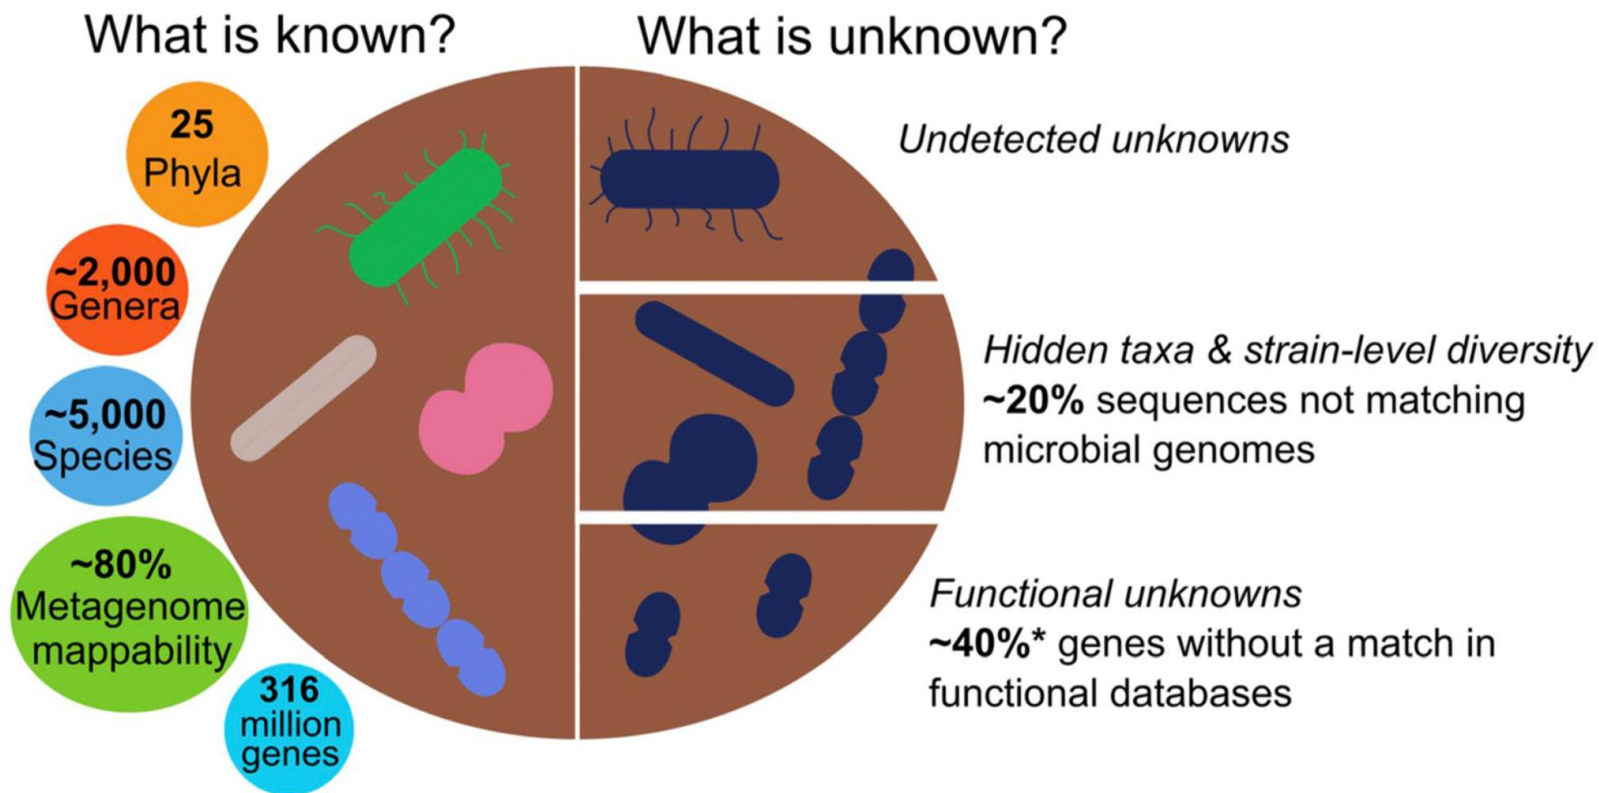 What is known?
What is unknown?
25
Phyla
~2,000
Genera
~5,000
Species
~80%
Metagenome
mappability
316
million
genes
Undetected unknowns
Hidden taxa & strain-level diversity
~20% sequences not matching
microbial genomes
Functional unknowns
~40%* genes without a match in
functional databases